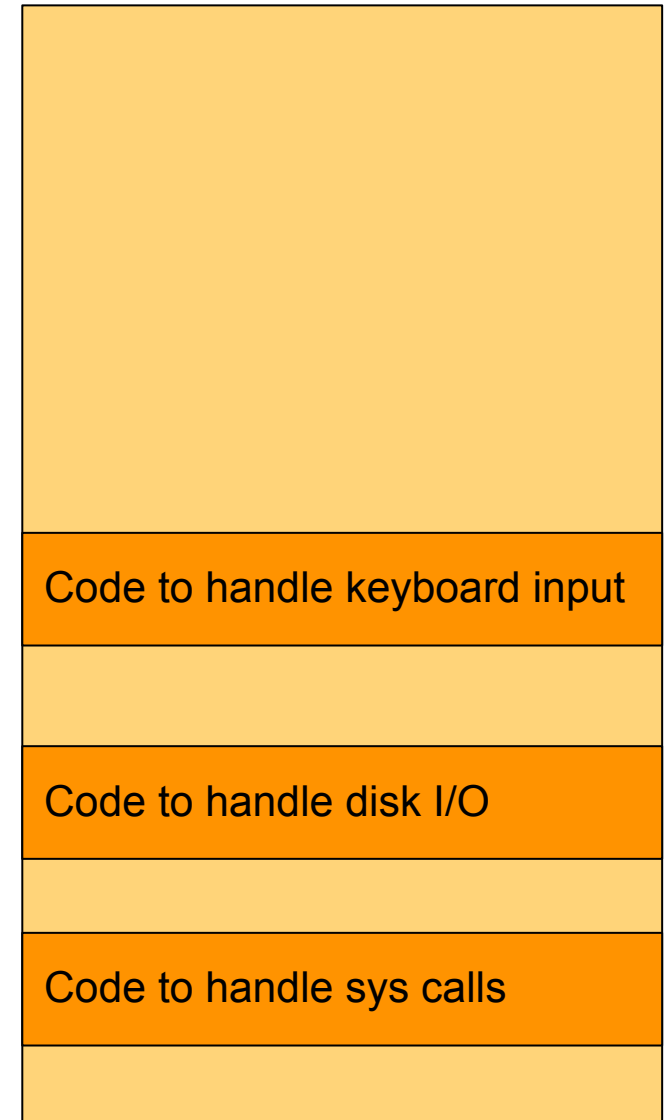 Code to handle keyboard input
Code to handle disk I/O
Code to handle sys calls